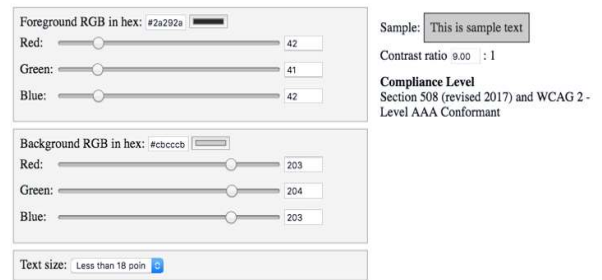 Foreground RGB in hex: #2a292a
Red: 42
Green: 41
Blue: 42
Background RGB in hex: #cbcccb
Red: 203
Green: 204
Blue: 203
Text size: Less than 18 poin
Sample: This is sample text
Contrast ratio 9.00 : 1
Compliance Level
Section 508 (revised 2017) and WCAG 2 -
Level AAA Conformant